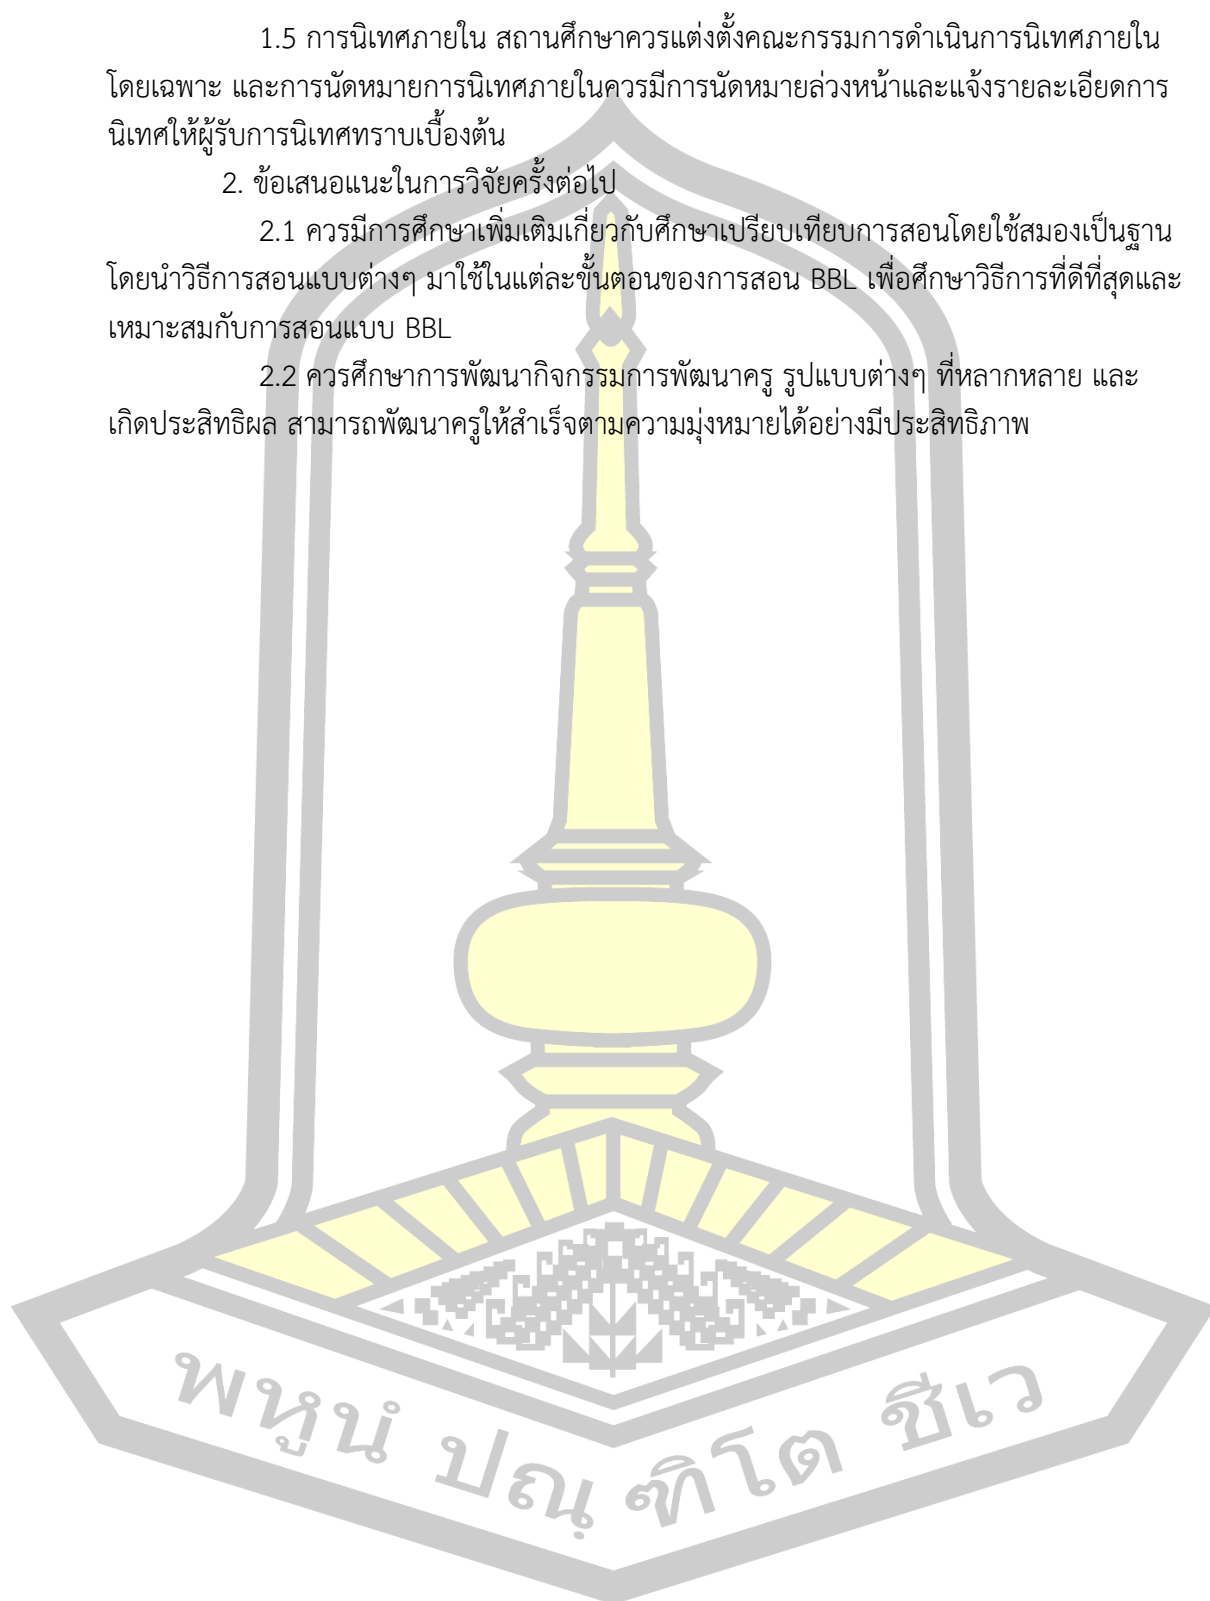 1.5 การนิเทศภายใน สถานศึกษาควรแต่งตั้งคณะกรรมการดำเนินการนิเทศภายใน
โดยเฉพาะ และการนัดหมายการนิเทศภายในควรมีการนัดหมายล่วงหน้าและแจ้งรายละเอียดการ
นิเทศให้ผู้รับการนิเทศทราบเบื้องต้น
2. ข้อเสนอแนะในการวิจัยครั้งต่อไป
2.1 ควรมีการศึกษาเพิ่มเติมเกี่ยวกับศึกษาเปรียบเทียบการสอนโดยใช้สมองเป็นฐาน
โดยนำวิธีการสอนแบบต่างๆ มาใช้ในแต่ละขั้นตอนของการสอน BBL เพื่อศึกษาวิธีการที่ดีที่สุดและ
เหมาะสมกับการสอนแบบ BBL
2.2 ควรศึกษาการพัฒนากิจกรรมการพัฒนาครู รูปแบบต่างๆ ที่หลากหลาย และ
เกิดประสิทธิผล สามารถพัฒนาครูให้สำเร็จตามความมุ่งหมายได้อย่างมีประสิทธิภาพ
พหูนํ ปณฺ ฑิโต ชีเว